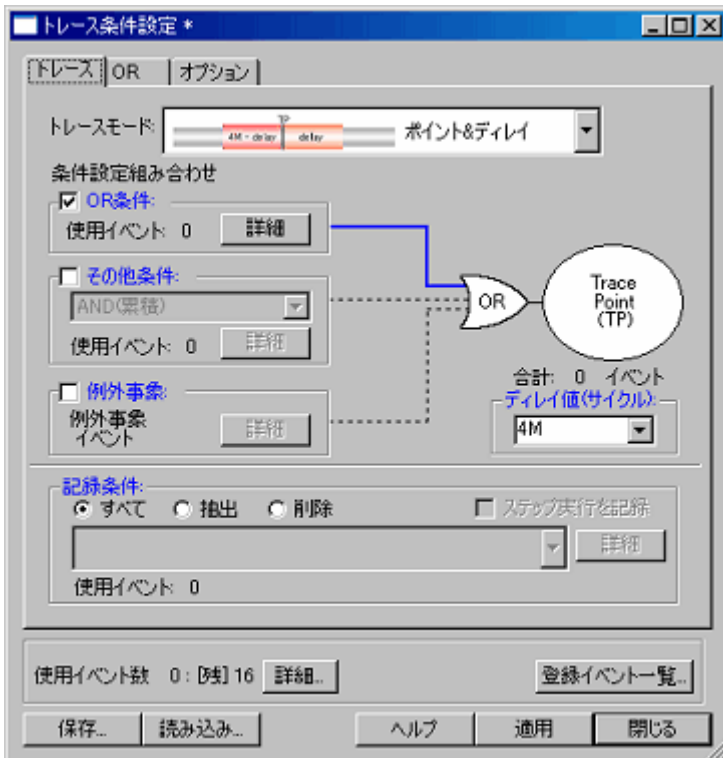 トレース条件設定 *
トレース OR オプション
トレースモード: TP 4M - delay delay ポイント&ディレイ
条件設定組み合わせ
OR条件:
使用イベント: 0 詳細
その他条件:
AND(累積)
使用イベント: 0 詳細
例外事象:
例外事象
イベント 詳細
OR
Trace
Point
(TP)
合計: 0 イベント
ディレイ値(サイクル):
4M
記録条件:
すべて 抽出 削除 ステップ実行を記録
詳細
使用イベント: 0
使用イベント数 0 : [残] 16 詳細... 登録イベント一覧...
保存... 読み込み... ヘルプ 適用 閉じる